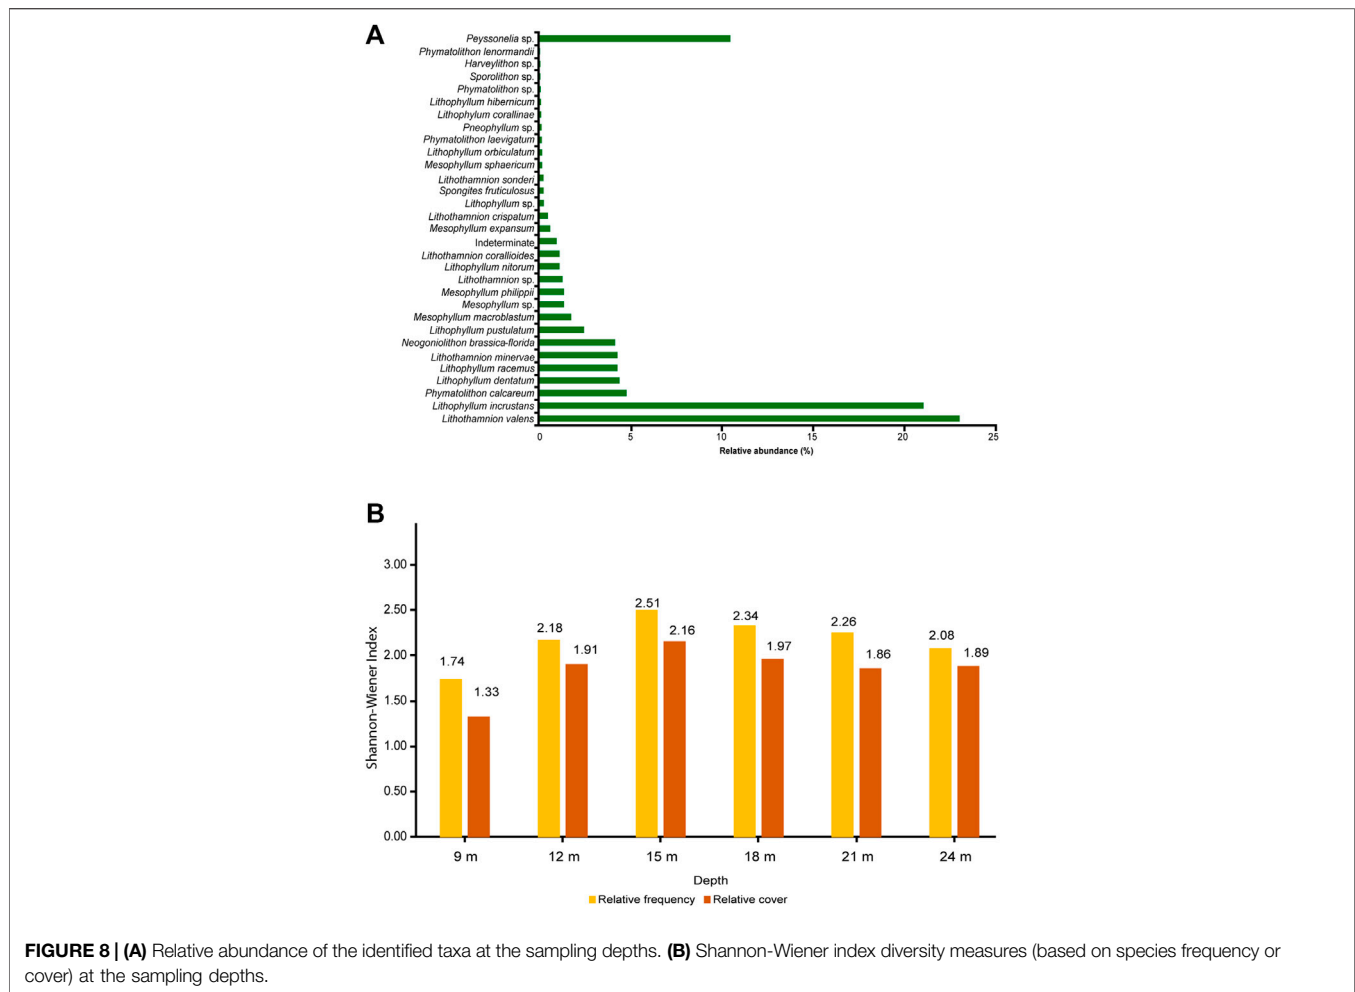 A
Peyssonelia sp.
Phymatolithon lenormandii
Harveylithon sp.
Sporolithon sp.
Phymatolithon sp.
Lithophyllum hibernicum
Lithophylum corallinae
Pneophyllum sp.
Phymatolithon laevigatum
Lithophyllum orbiculatum
Mesophyllum sphaericum
Lithothamnion sonderi
Spongites fruticulosus
Lithophyllum sp.
Lithothamnion crispatum
Mesophyllum expansum
Indeterminate
Lithothamnion corallioides
Lithophyllum nitorum
Lithothamnion sp.
Mesophyllum philippii
Mesophyllum sp.
Mesophyllum macroblastum
Lithophyllum pustulatum
Neogoniolithon brassica-florida
Lithothamnion minervae
Lithophyllum racemus
Lithophyllum dentatum
Phymatolithon calcareum
Lithophyllum incrustans
Lithothamnion valens
0 5 10 15 20 25
Relative abundance (%)
B
Shannon-Wiener Index
3.00
2.50
2.00
1.50
1.00
0.50
0.00
1.74 1.33 2.18 1.91 2.51 2.16 2.34 1.97 2.26 1.86 2.08 1.89
9 m 12 m 15 m 18 m 21 m 24 m
Depth
Relative frequency Relative cover
FIGURE 8 | (A) Relative abundance of the identified taxa at the sampling depths. (B) Shannon-Wiener index diversity measures (based on species frequency or
cover) at the sampling depths.